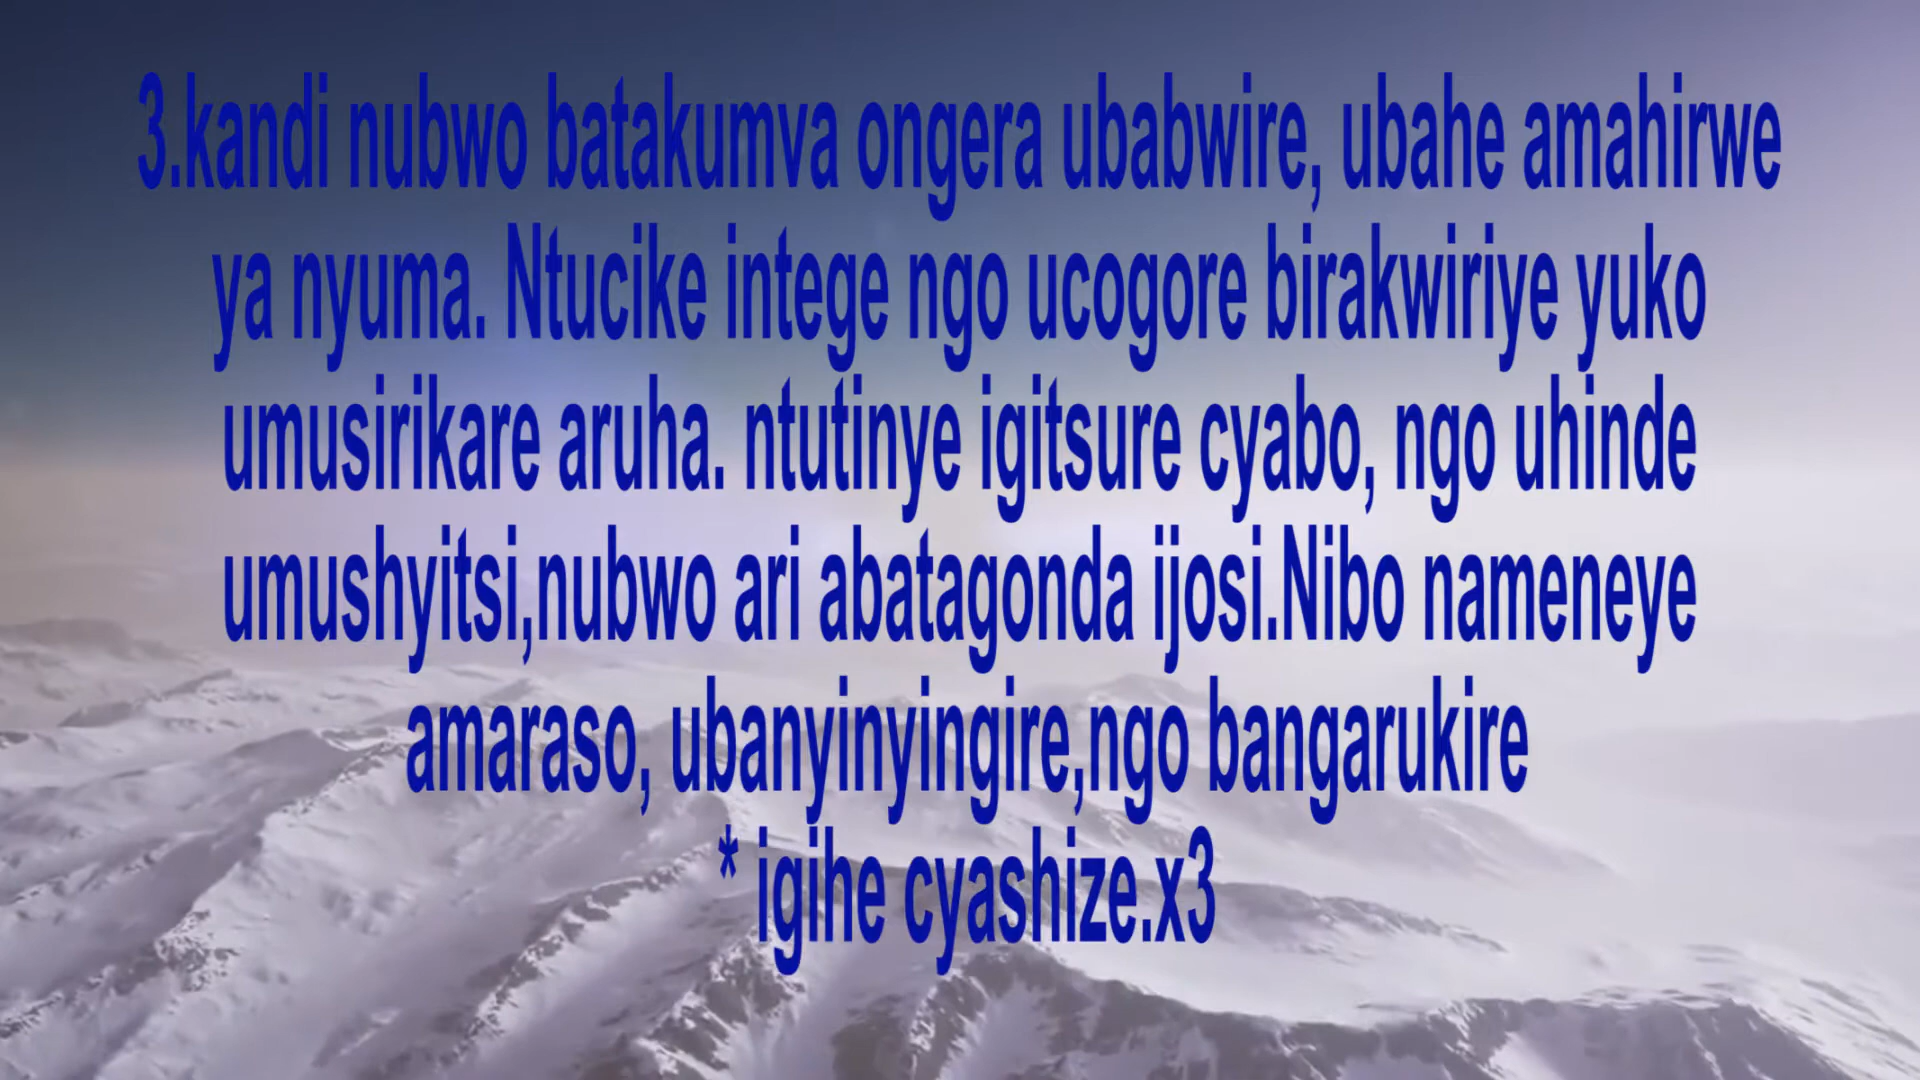 3.kandi nubwo batakumva ongera ubabwire, ubahe amahirwe
ya nyuma. Ntucike intege ngo ucogore birakwiriye yuko
umusirikare aruha. ntutinye igitsure cyabo, ngo uhinde
umushyitsi,nubwo ari abatagonda ijosi.Nibo nameneye
amaraso, ubanyinyingire,ngo bangarukire
* igihe cyashize.x3